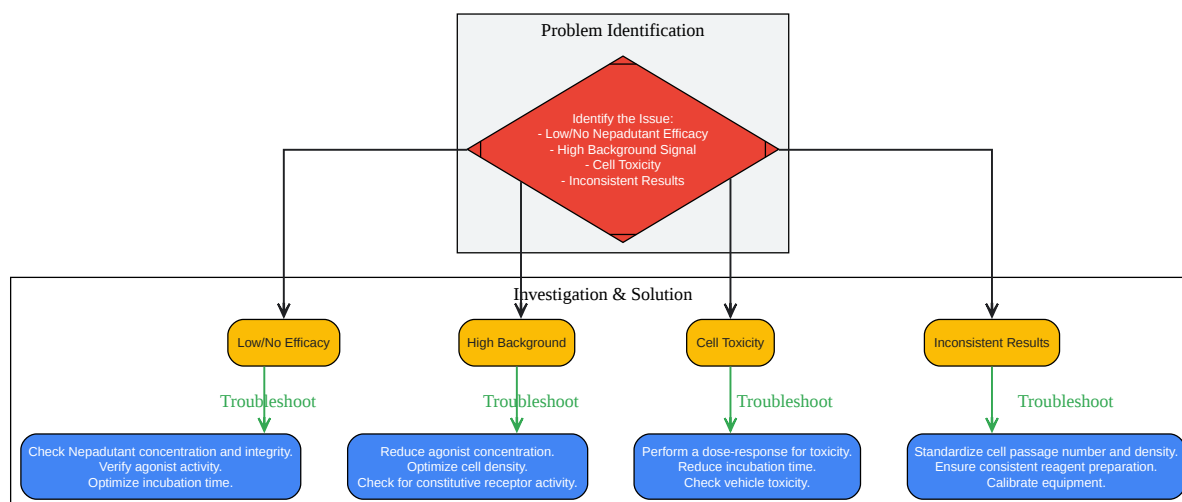 Problem Identification
Identify the Issue:
- Low/No Nepadutant Efficacy
- High Background Signal
- Cell Toxicity
- Inconsistent Results
Investigation & Solution
Low/No Efficacy
High Background
Cell Toxicity
Inconsistent Results
Troubleshoot
Troubleshoot
Troubleshoot
Troubleshoot
Check Nepadutant concentration and integrity.
Verify agonist activity.
Optimize incubation time.
Reduce agonist concentration.
Optimize cell density.
Check for constitutive receptor activity.
Perform a dose-response for toxicity.
Reduce incubation time.
Check vehicle toxicity.
Standardize cell passage number and density.
Ensure consistent reagent preparation.
Calibrate equipment.